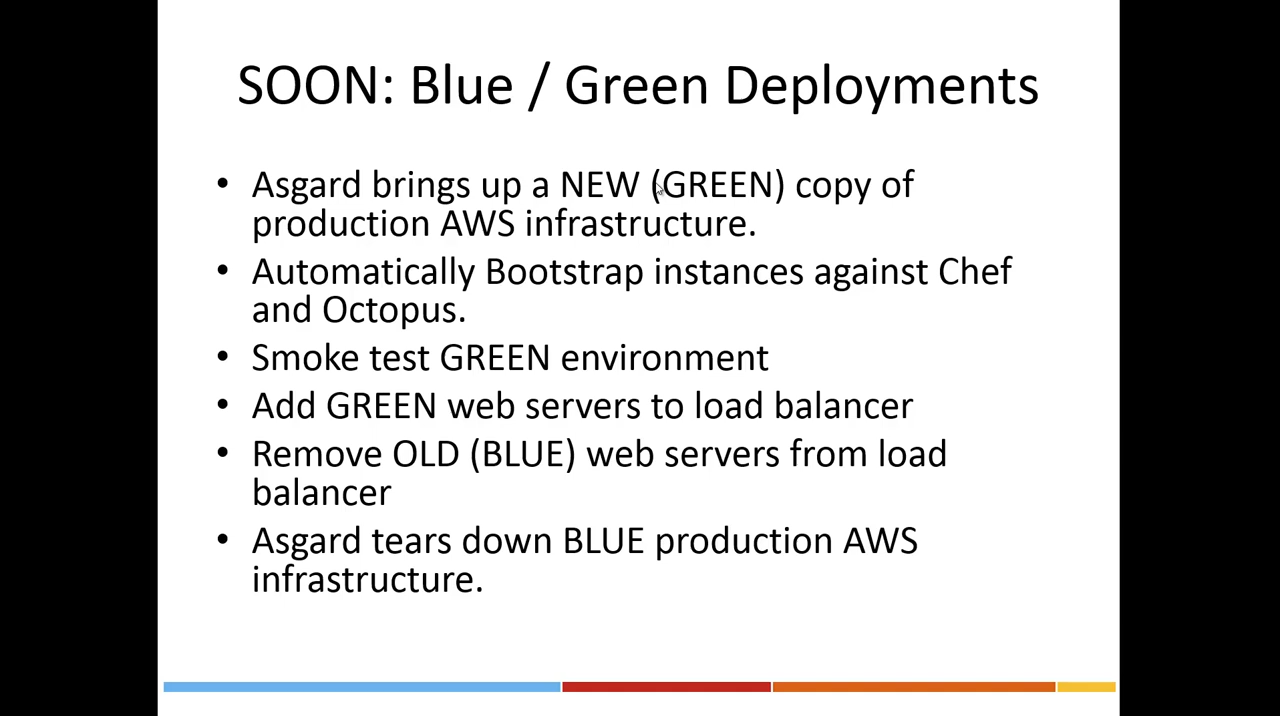 SOON: Blue / Green Deployments
• Asgard brings up a NEW (GREEN) copy of
production AWS infrastructure.
• Automatically Bootstrap instances against Chef
and Octopus.
• Smoke test GREEN environment
• Add GREEN web servers to load balancer
• Remove OLD (BLUE) web servers from load
balancer
• Asgard tears down BLUE production AWS
infrastructure.